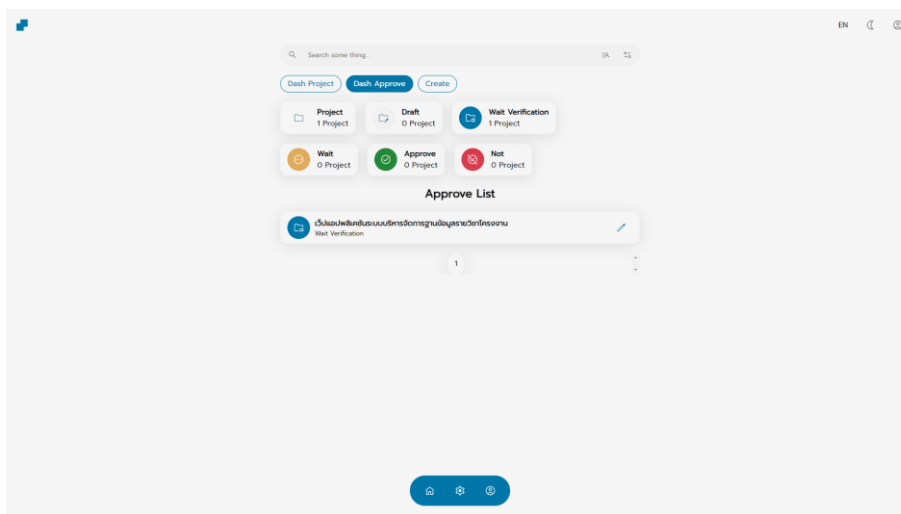 EN
Search some thing..
Dash Project
Dash Approve
Create
Project
1 Project
Draft
0 Project
Wait Verification
1 Project
Wait
0 Project
Approve
0 Project
Not
0 Project
Approve List
เว็ปแอปพลิเคชันระบบบริหารจัดการฐานข้อมูลรายวิชาโครงงาน
Wait Verification
1